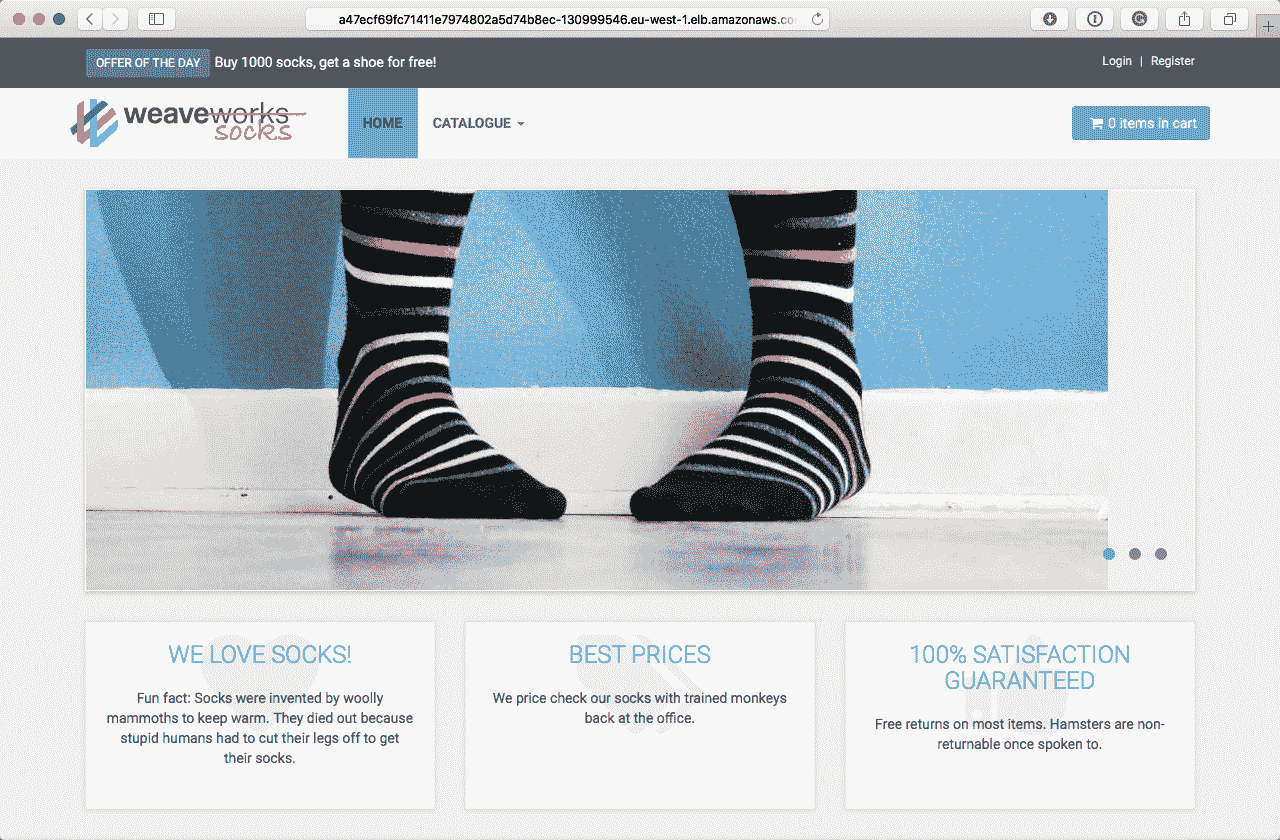 a47ecf69fc71411e7974802a5d74b8ec-130999546.eu-west-1.elb.amazonaws.co
OFFER OF THE DAY Buy 1000 socks, get a shoe for free!
Login | Register
weaveworks
socks
HOME
CATALOGUE
0 items in cart
WE LOVE SOCKS!
Fun fact: Socks were invented by woolly
mammoths to keep warm. They died out because
stupid humans had to cut their legs off to get
their socks.
BEST PRICES
We price check our socks with trained monkeys
back at the office.
100% SATISFACTION
GUARANTEED
Free returns on most items. Hamsters are non-
returnable once spoken to.